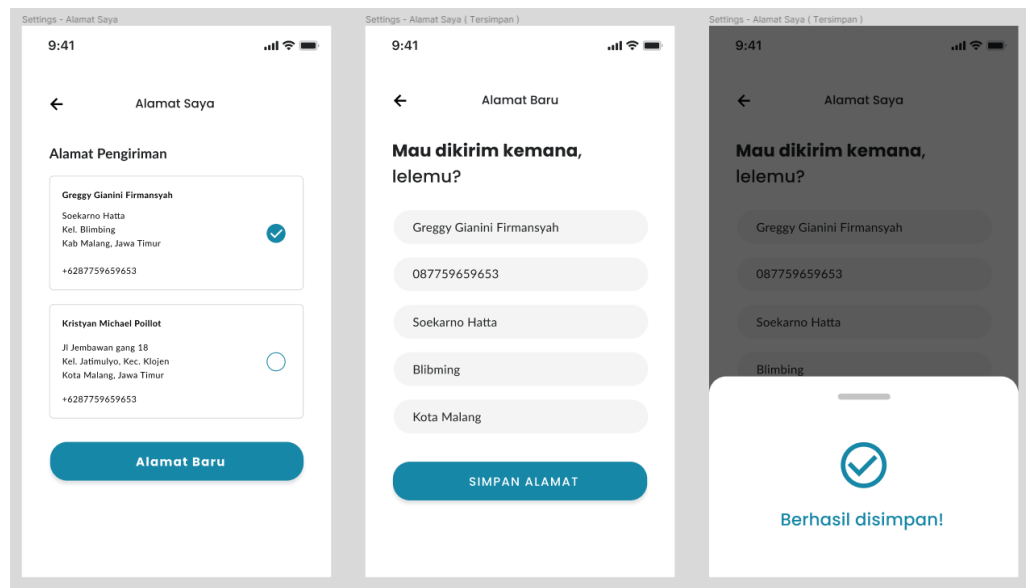 Settings - Alamat Saya
9:41
Alamat Saya
Alamat Pengiriman
Greggy Gianini Firmansyah
Soekarno Hatta
Kel. Blimbing
Kab Malang, Jawa Timur
+6287759659653
Kristyan Michael Poillot
Jl Jembawan gang 18
Kel. Jatimulyo, Kec. Klojen
Kota Malang, Jawa Timur
+6287759659653
Alamat Baru
Settings - Alamat Saya ( Tersimpan )
9:41
Alamat Baru
Mau dikirim kemana,
lelemu?
Greggy Gianini Firmansyah
087759659653
Soekarno Hatta
Blibming
Kota Malang
SIMPAN ALAMAT
Settings - Alamat Saya ( Tersimpan )
9:41
Alamat Saya
Mau dikirim kemana,
lelemu?
Greggy Gianini Firmansyah
087759659653
Soekarno Hatta
Blimbing
Berhasil disimpan!